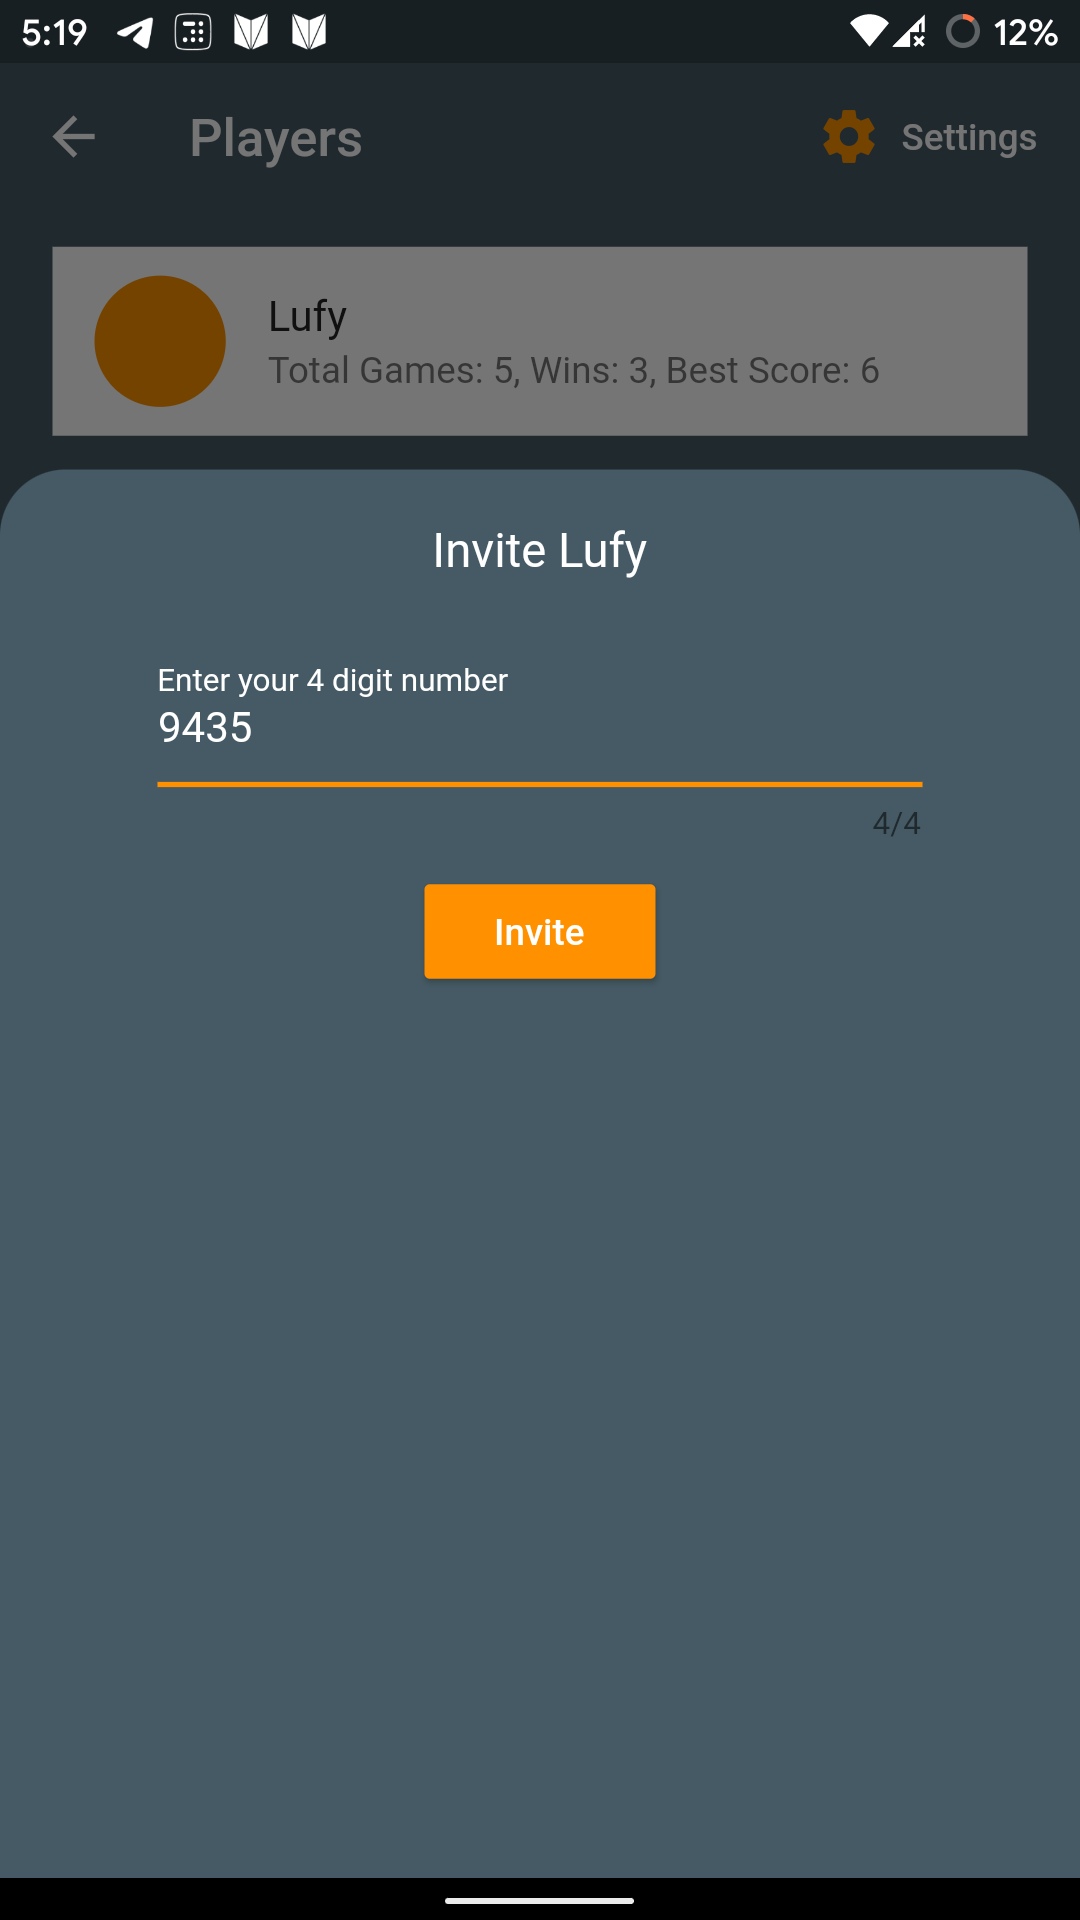 5:19
12%
Players
Settings
Lufy
Total Games: 5, Wins: 3, Best Score: 6
Invite Lufy
Enter your 4 digit number
9435
4/4
Invite